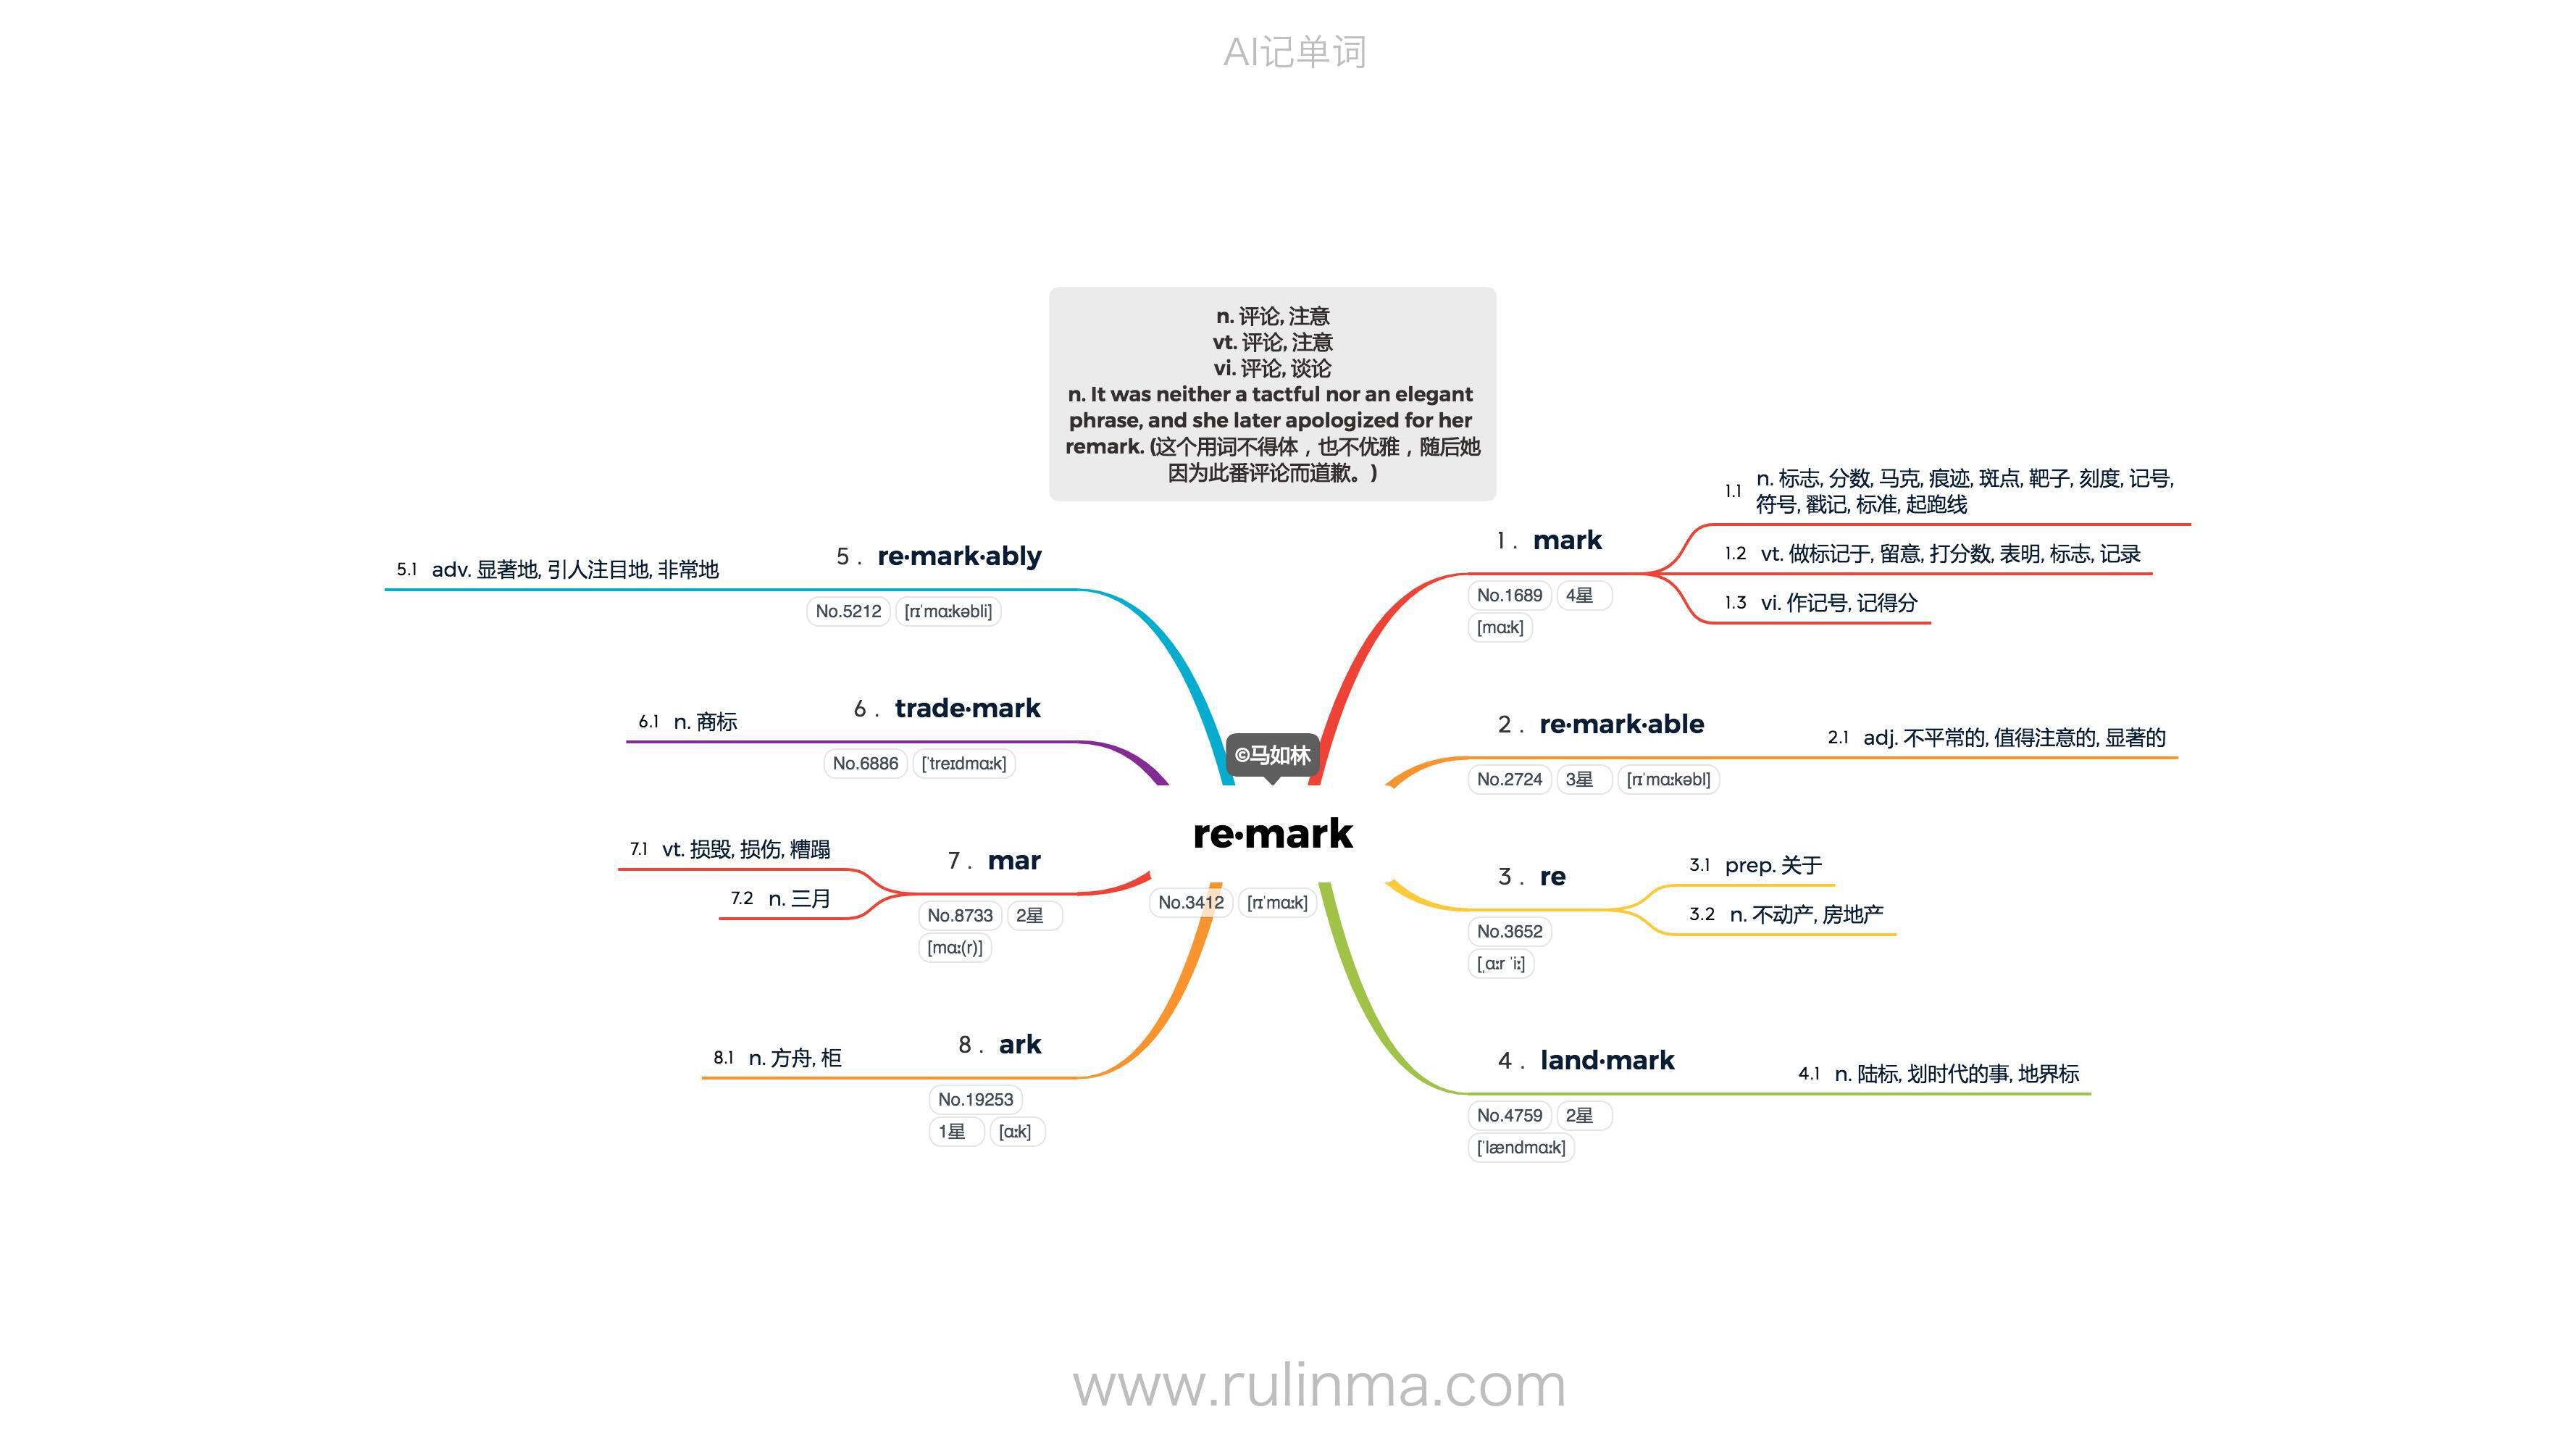 AI记单词
n. 评论, 注意
vt. 评论, 注意
vi. 评论, 谈论
n. It was neither a tactful nor an elegant
phrase, and she later apologized for her
remark. (这个用词不得体，也不优雅，随后她
因为此番评论而道歉。)
©马如林
re·mark
No.3412 [rɪˈmɑːk]
1 . mark
No.1689 4星
[mɑːk]
1.1 n. 标志, 分数, 马克, 痕迹, 斑点, 靶子, 刻度, 记号,
符号, 戳记, 标准, 起跑线
1.2 vt. 做标记于, 留意, 打分数, 表明, 标志, 记录
1.3 vi. 作记号, 记得分
2 . re·mark·able
No.2724 3星 [rɪˈmɑːkəbl]
2.1 adj. 不平常的, 值得注意的, 显著的
3 . re
No.3652
[ˌɑːr ˈiː]
3.1 prep. 关于
3.2 n. 不动产, 房地产
4 . land·mark
No.4759 2星
[ˈlændmɑːk]
4.1 n. 陆标, 划时代的事, 地界标
5 . re·mark·ably
No.5212 [rɪˈmɑːkəbli]
5.1 adv. 显著地, 引人注目地, 非常地
6 . trade·mark
No.6886 [ˈtreɪdmɑːk]
6.1 n. 商标
7 . mar
No.8733 2星
[mɑː(r)]
7.1 vt. 损毁, 损伤, 糟蹋
7.2 n. 三月
8 . ark
No.19253
1星 [ɑːk]
8.1 n. 方舟, 柜
www.rulinma.com